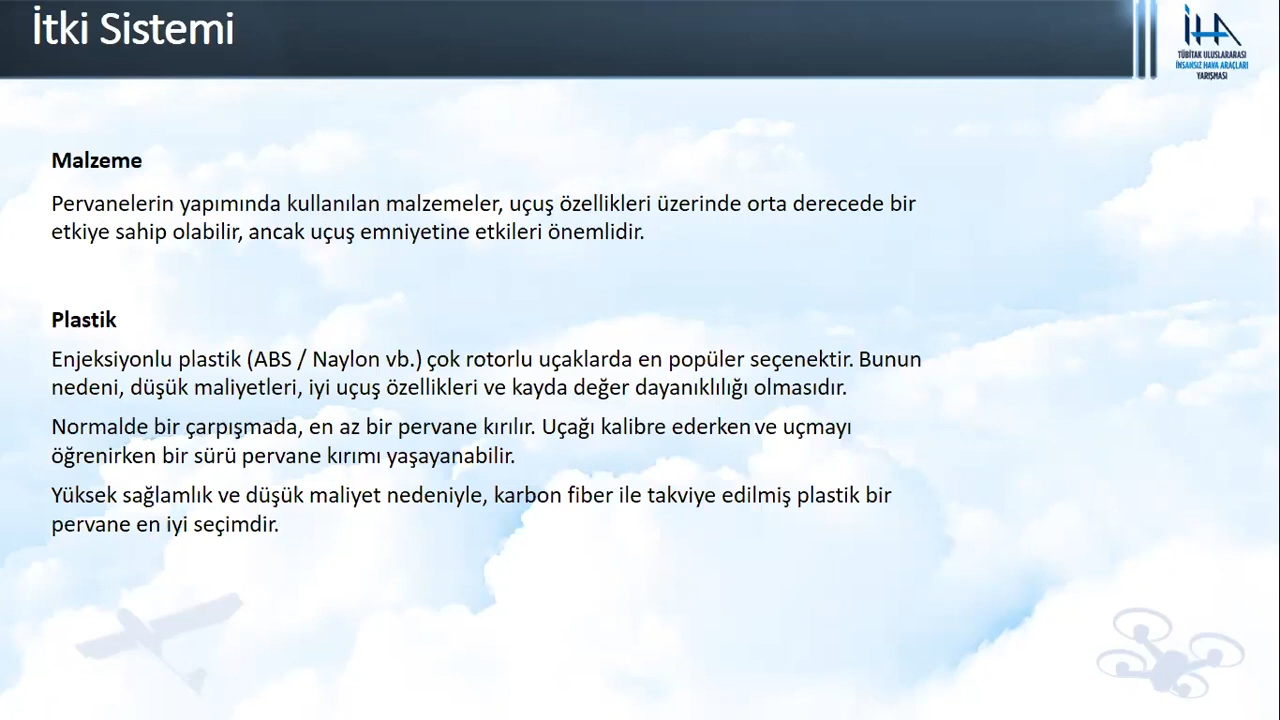 İtki Sistemi
İHA
TÜBİTAK ULUSLARARASI
İNSANSIZ HAVA ARAÇLARI
YARIŞMASI
Malzeme
Pervanelerin yapımında kullanılan malzemeler, uçuş özellikleri üzerinde orta derecede bir
etkiye sahip olabilir, ancak uçuş emniyetine etkileri önemlidir.
Plastik
Enjeksiyonlu plastik (ABS / Naylon vb.) çok rotorlu uçaklarda en popüler seçenektir. Bunun
nedeni, düşük maliyetleri, iyi uçuş özellikleri ve kayda değer dayanıklılığı olmasıdır.
Normalde bir çarpışmada, en az bir pervane kırılır. Uçağı kalibre ederken ve uçmayı
öğrenirken bir sürü pervane kırımı yaşayanabilir.
Yüksek sağlamlık ve düşük maliyet nedeniyle, karbon fiber ile takviye edilmiş plastik bir
pervane en iyi seçimdir.